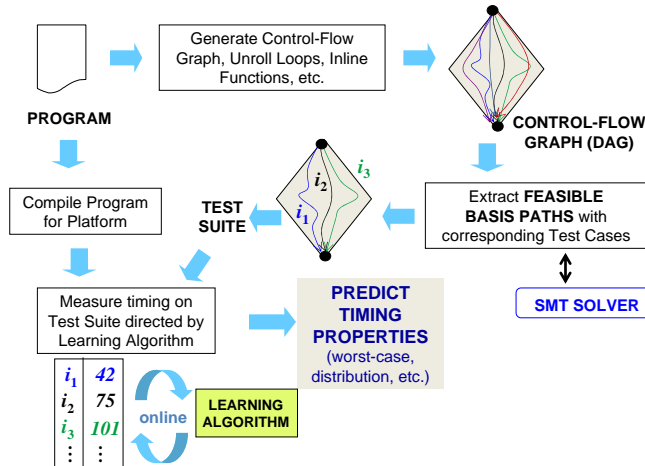 Generate Control-Flow
Graph, Unroll Loops, Inline
Functions, etc.
PROGRAM
CONTROL-FLOW
GRAPH (DAG)
Compile Program
for Platform
TEST
SUITE
i1
i2
i3
Extract FEASIBLE
BASIS PATHS with
corresponding Test Cases
SMT SOLVER
Measure timing on
Test Suite directed by
Learning Algorithm
PREDICT
TIMING
PROPERTIES
(worst-case,
distribution, etc.)
i1 42
i2 75
i3 101
⋮ ⋮
online
LEARNING
ALGORITHM